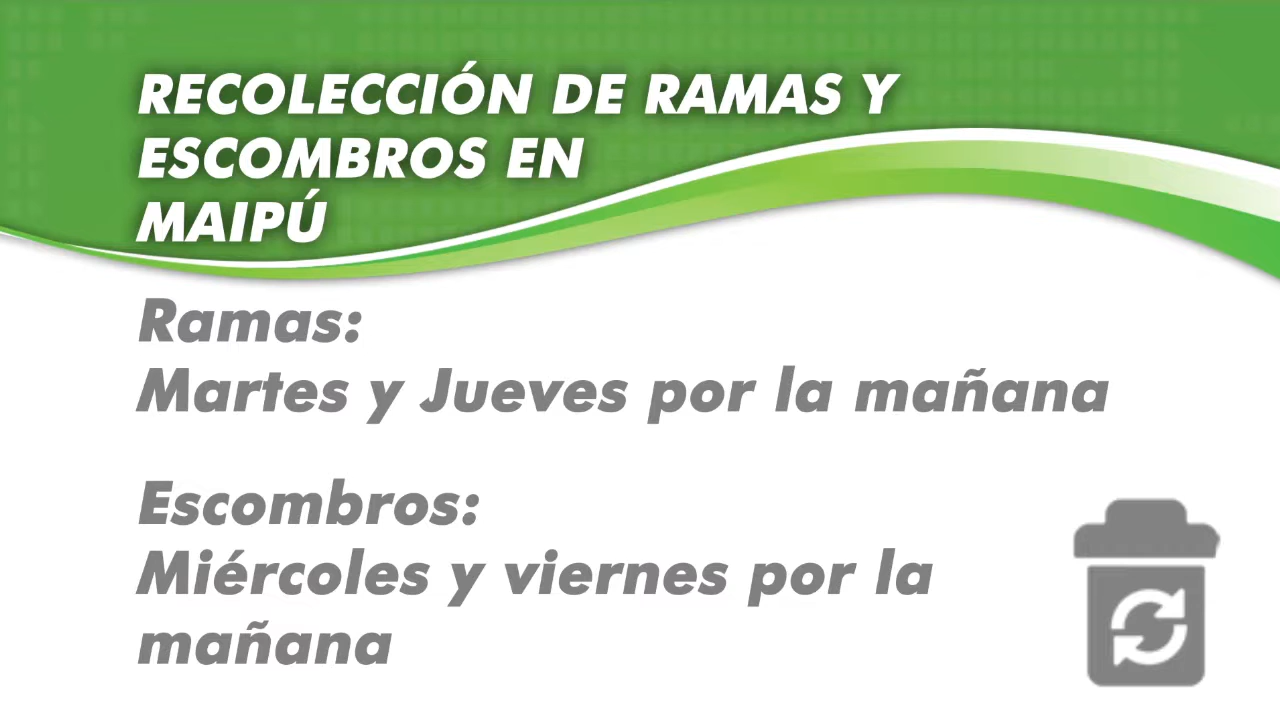 RECOLECCIÓN DE RAMAS Y
ESCOMBROS EN
MAIPÚ
Ramas:
Martes y Jueves por la mañana
Escombros:
Miércoles y viernes por la
mañana